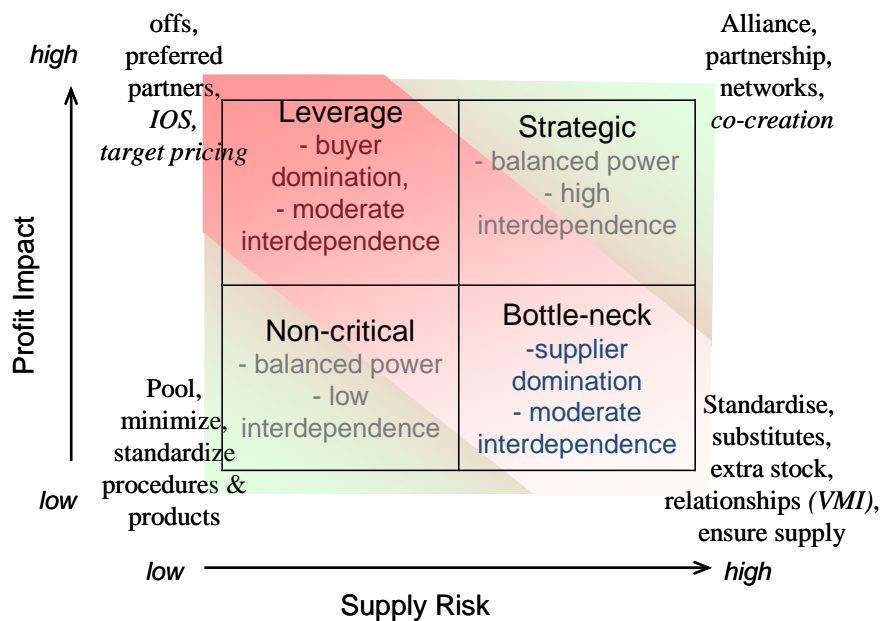 offs,
preferred
partners,
IOS,
target pricing
Alliance,
partnership,
networks,
co-creation
high
Leverage
- buyer
domination,
- moderate
interdependence
Strategic
- balanced power
- high
interdependence
Profit Impact
Non-critical
- balanced power
- low
interdependence
Bottle-neck
-supplier
domination
- moderate
interdependence
Pool,
minimize,
standardize
procedures &
products
Standardise,
substitutes,
extra stock,
relationships (VMI),
ensure supply
low
low
high
Supply Risk